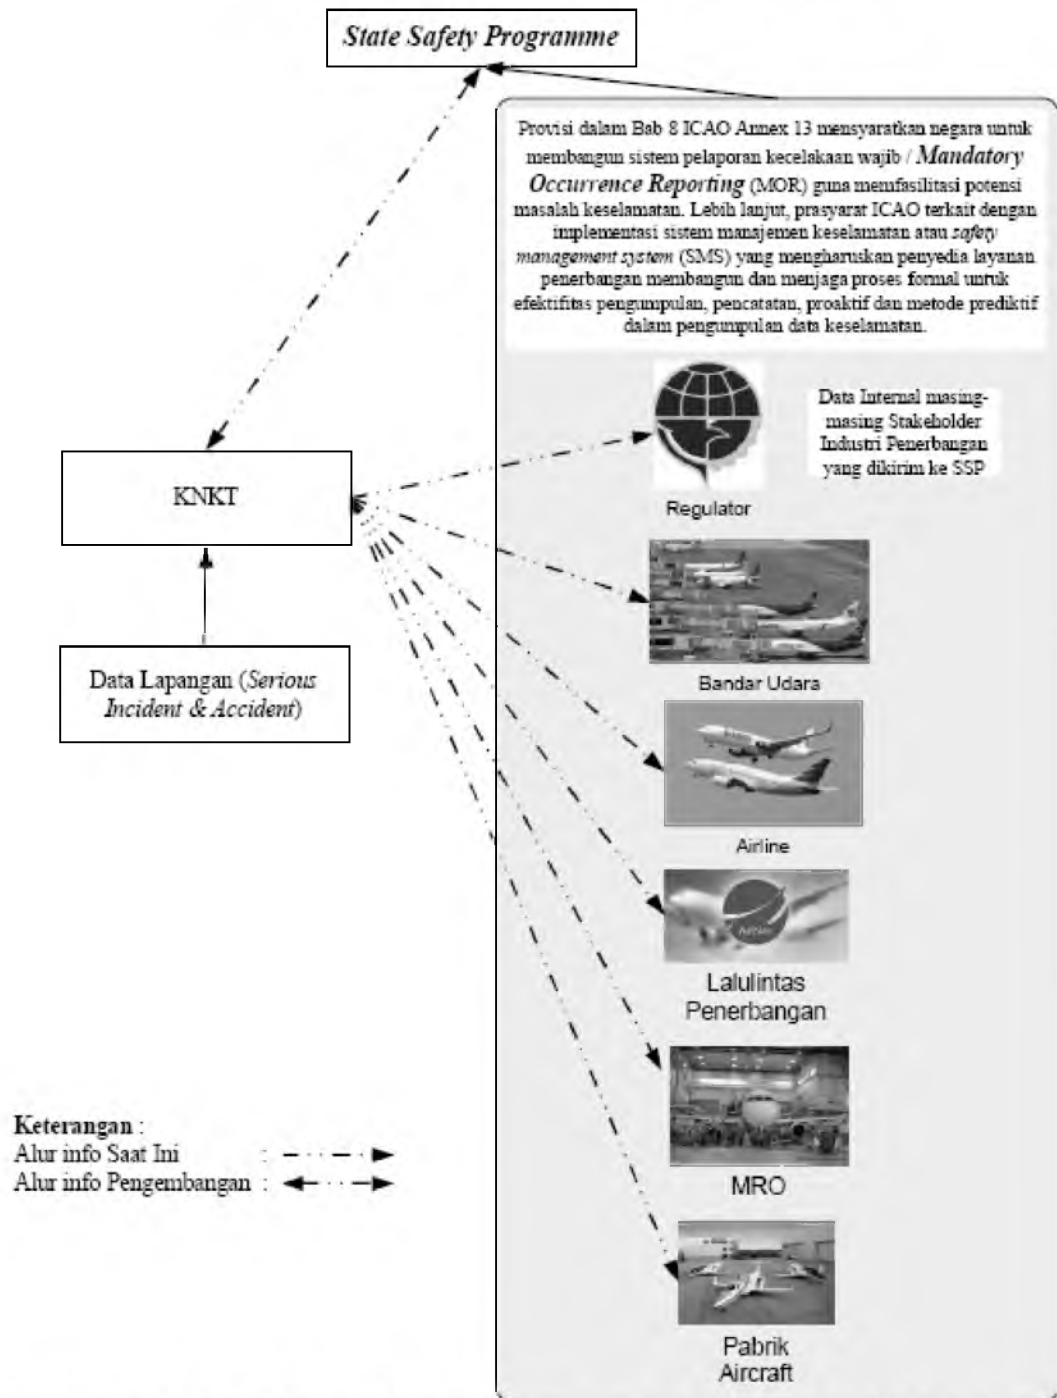 State Safety Programme
Provisi dalam Bab 8 ICAO Annex 13 mensyaratkan negara untuk
membangun sistem pelaporan kecelakaan wajib / Mandatory
Occurrence Reporting (MOR) guna memfasilitasi potensi
masalah keselamatan. Lebih lanjut, prasyarat ICAO terkait dengan
implementasi sistem manajemen keselamatan atau safety
management system (SMS) yang mengharuskan penyedia layanan
penerbangan membangun dan menjaga proses formal untuk
efektifitas pengumpulan, pencatatan, proaktif dan metode prediktif
dalam pengumpulan data keselamatan.
Data Internal masing-
masing Stakeholder
Industri Penerbangan
yang dikirim ke SSP
Regulator
KNKT
Data Lapangan (Serious
Incident & Accident)
Bandar Udara
Airline
AirNav
Lalulintas
Penerbangan
MRO
Pabrik
Aircraft
Keterangan :
Alur info Saat Ini :
Alur info Pengembangan :